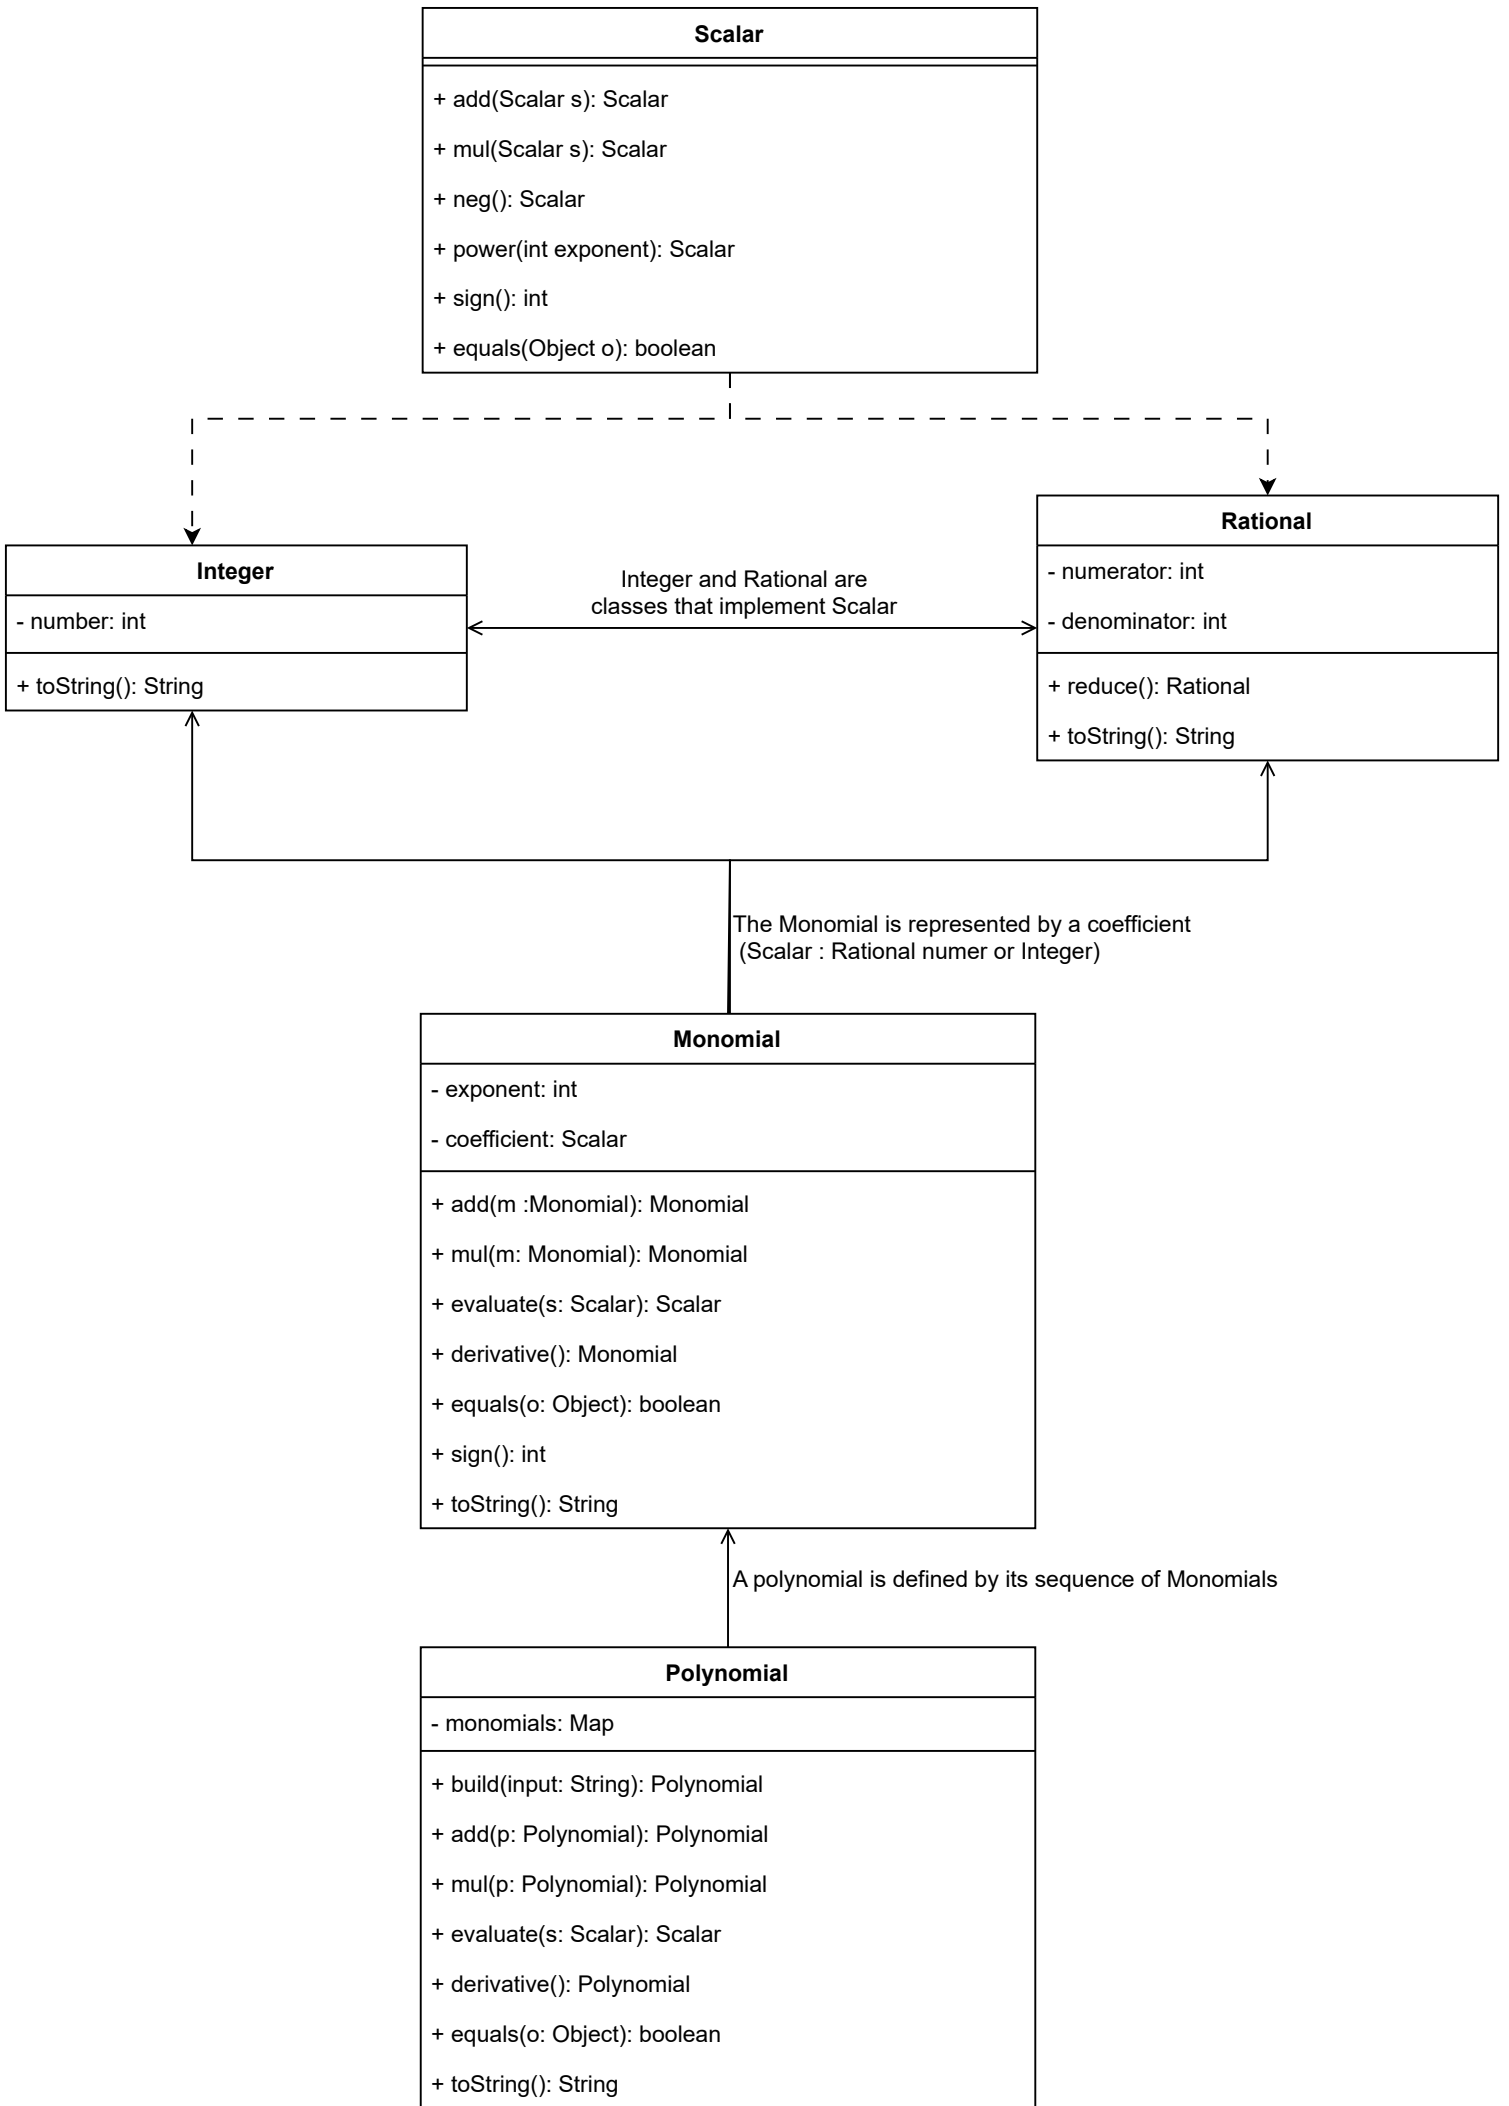 Scalar
+ add(Scalar s): Scalar
+ mul(Scalar s): Scalar
+ neg(): Scalar
+ power(int exponent): Scalar
+ sign(): int
+ equals(Object o): boolean
Integer
- number: int
+ toString(): String
Integer and Rational are
classes that implement Scalar
Rational
- numerator: int
- denominator: int
+ reduce(): Rational
+ toString(): String
The Monomial is represented by a coefficient
(Scalar : Rational numer or Integer)
Monomial
- exponent: int
- coefficient: Scalar
+ add(m :Monomial): Monomial
+ mul(m: Monomial): Monomial
+ evaluate(s: Scalar): Scalar
+ derivative(): Monomial
+ equals(o: Object): boolean
+ sign(): int
+ toString(): String
A polynomial is defined by its sequence of Monomials
Polynomial
- monomials: Map
+ build(input: String): Polynomial
+ add(p: Polynomial): Polynomial
+ mul(p: Polynomial): Polynomial
+ evaluate(s: Scalar): Scalar
+ derivative(): Polynomial
+ equals(o: Object): boolean
+ toString(): String